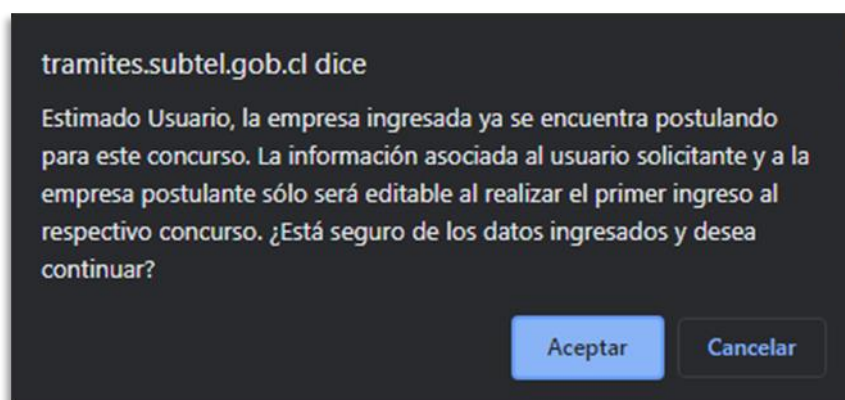 tramites.subtel.gob.cl dice
Estimado Usuario, la empresa ingresada ya se encuentra postulando
para este concurso. La información asociada al usuario solicitante y a la
empresa postulante sólo será editable al realizar el primer ingreso al
respectivo concurso. ¿Está seguro de los datos ingresados y desea
continuar?
Aceptar
Cancelar